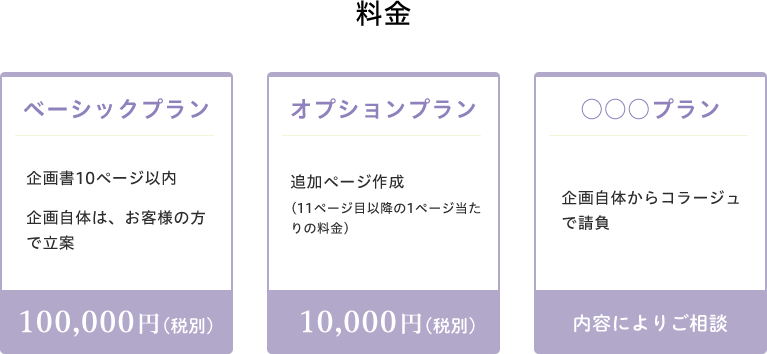 料金
ベーシックプラン
企画書10ページ以内
企画自体は、お客様の方
で立案
100,000円（税別）
オプションプラン
追加ページ作成
（11ページ目以降の1ページ当た
りの料金）
10,000円（税別）
〇〇〇プラン
企画自体からコラージュ
で請負
内容によりご相談